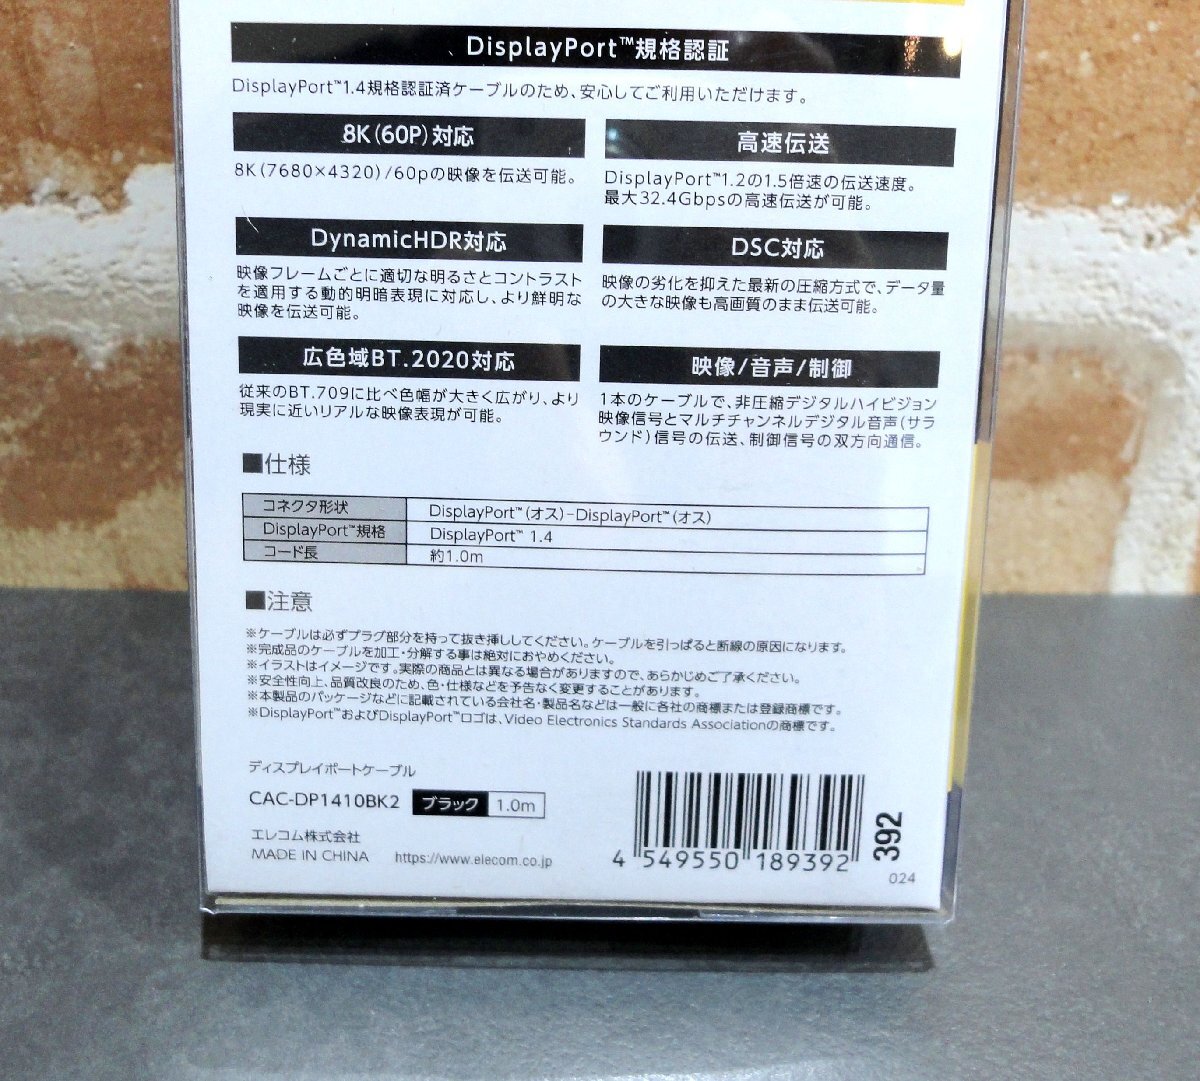 DisplayPort™規格認証
DisplayPort™1.4規格認証済ケーブルのため、安心してご利用いただけます。
8K(60P)対応
8K(7680×4320)/60pの映像を伝送可能。
高速伝送
DisplayPort™1.2の1.5倍速の伝送速度。
最大32.4Gbpsの高速伝送が可能。
DynamicHDR対応
映像フレームごとに適切な明るさとコントラスト
を適用する動的明暗表現に対応し、より鮮明な
映像を伝送可能。
DSC対応
映像の劣化を抑えた最新の圧縮方式で、データ量
の大きな映像も高画質のまま伝送可能。
広色域BT.2020対応
従来のBT.709に比べ色幅が大きく広がり、より
現実に近いリアルな映像表現が可能。
映像/音声/制御
1本のケーブルで、非圧縮デジタルハイビジョン
映像信号とマルチチャンネルデジタル音声(サラ
ウンド)信号の伝送、制御信号の双方向通信。
■仕様
コネクタ形状 DisplayPort™(オス)-DisplayPort™(オス)
DisplayPort™規格 DisplayPort™ 1.4
コード長 約1.0m
■注意
※ケーブルは必ずプラグ部分を持って抜き挿ししてください。ケーブルを引っぱると断線の原因になります。
※完成品のケーブルを加工・分解する事は絶対におやめください。
※イラストはイメージです。実際の商品とは異なる場合がありますので、あらかじめご了承ください。
※安全性向上、品質改良のため、色・仕様などを予告なく変更することがあります。
※本製品のパッケージなどに記載されている会社名・製品名などは一般に各社の商標または登録商標です。
※DisplayPort™およびDisplayPort™ロゴは、Video Electronics Standards Associationの商標です。
ディスプレイポートケーブル
CAC-DP1410BK2 ブラック 1.0m
エレコム株式会社
MADE IN CHINA https://www.elecom.co.jp
4 549550 189392
392
024